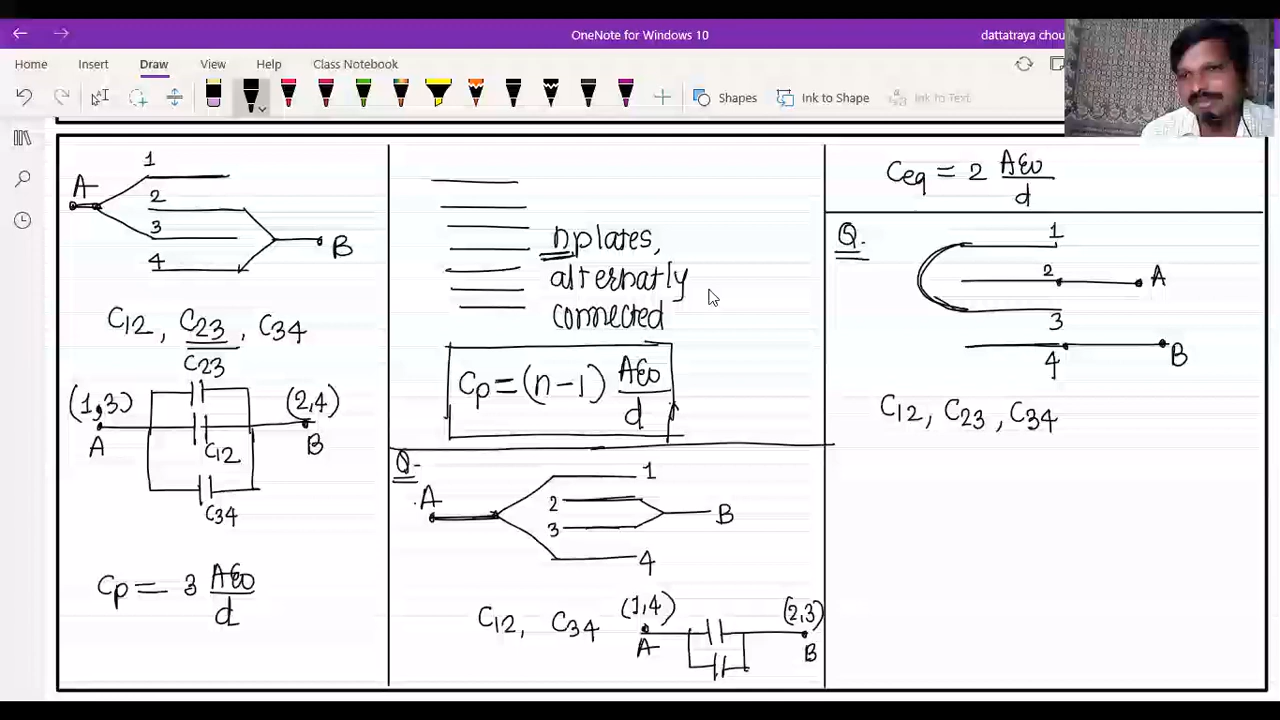 OneNote for Windows 10
dattatraya chou
Home Insert Draw View Help Class Notebook
Shapes Ink to Shape Ink to Text
1
A
2
3
B
4
C12, C23, C34
C23
(1,3) (2,4)
A B
C12
C34
Cp = 3 Aε0/d
nplates,
alternatly
connected
Cp = (n-1) Aε0/d
Q-
1
A
2
B
3
4
C12, C34
(1,4) (2,3)
A B
Ceq = 2 Aε0/d
Q.
1
2
A
3
B
4
C12, C23, C34